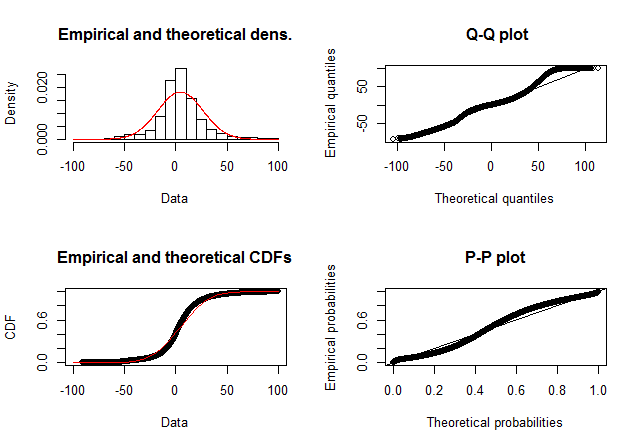 Empirical and theoretical dens.
Density
0.000 0.020
-100 -50 0 50 100
Data
Q-Q plot
Empirical quantiles
-50 50
-100 -50 0 50 100
Theoretical quantiles
Empirical and theoretical CDFs
CDF
0.0 0.6
-100 -50 0 50 100
Data
P-P plot
Empirical probabilities
0.0 0.6
0.0 0.2 0.4 0.6 0.8 1.0
Theoretical probabilities